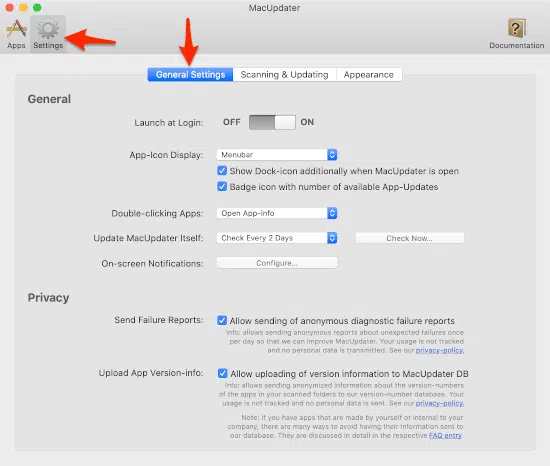 MacUpdater
Apps
Settings
Documentation
General Settings
Scanning & Updating
Appearance
General
Launch at Login:
OFF
ON
App-Icon Display:
Menubar
Show Dock-icon additionally when MacUpdater is open
Badge icon with number of available App-Updates
Double-clicking Apps:
Open App-info
Update MacUpdater Itself:
Check Every 2 Days
Check Now...
On-screen Notifications:
Configure...
Privacy
Send Failure Reports:
Allow sending of anonymous diagnostic failure reports
Info: allows sending anonymous reports about unexpected failures once
per day so that we can improve MacUpdater. Your usage is not tracked
and no personal data is transmitted. See our privacy-policy.
Upload App Version-info:
Allow uploading of version information to MacUpdater DB
Info: allows sending anonymized information about the version-numbers
of the apps in your scanned folders to our version-number database. Your
usage is not tracked and no personal data is sent. See our privacy-policy.
Note: if you have apps that are made by yourself or internal to your
company, there are many ways to avoid having their information sent to
our database. They are discussed in detail in the respective FAQ entry.